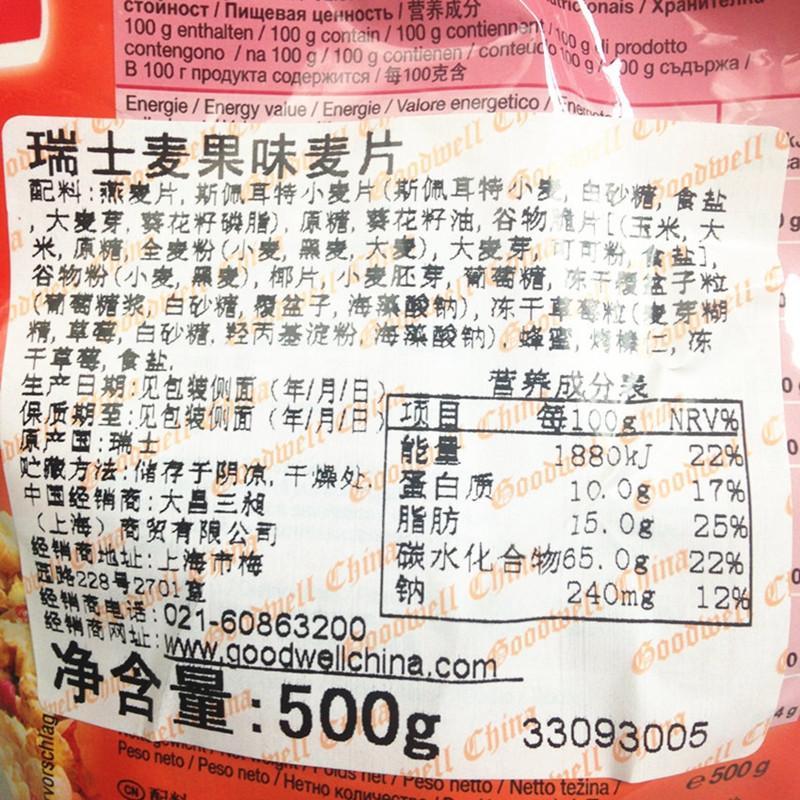 стойност / Пищевая ценность / 营养成分
100 g enthalten / 100 g contain / 100 g contiennent / 100 g di prodotto
contengono / na 100 g / 100 g contienen / conteúdo 100 g / 100 g съдържа /
В 100 г продукта содержится / 每100克含
Energie / Energy value / Energie / Valore energetico /
瑞士麦果味麦片
配料:燕麦片,斯佩耳特小麦片(斯佩耳特小麦,白砂糖,食盐
,大麦芽,葵花籽磷脂),原糖,葵花籽油,谷物脆片[(玉米,大
米,原糖,全麦粉(小麦,黑麦,大麦),大麦芽,可可粉,食盐],
谷物粉(小麦,黑麦),椰片,小麦胚芽,葡萄糖,冻干覆盆子粒
(葡萄糖浆,白砂糖,覆盆子,海藻酸钠),冻干草莓粒(麦芽糊
精,草莓,白砂糖,羟丙基淀粉,海藻酸钠)蜂蜜,烤榛仁,冻
干草莓,食盐.
生产日期:见包装侧面(年/月/日)
保质期至:见包装侧面(年/月/日)
原产国:瑞士
贮藏方法:储存于阴凉,干燥处.
中国经销商:大昌三昶
(上海)商贸有限公司
经销商地址:上海市梅
园路228号2701室
经销商电话:021-60863200
经销商网址:www.goodwellchina.com
营养成分表
项目 每100g NRV%
能量 1880kJ 22%
蛋白质 10.0g 17%
脂肪 15.0g 25%
碳水化合物65.0g 22%
钠 240mg 12%
净含量:500g
33093005
Peso neto / Peso neto / Нетно количество / Peso netto / Netto težina /
e 500 g
CN 配料